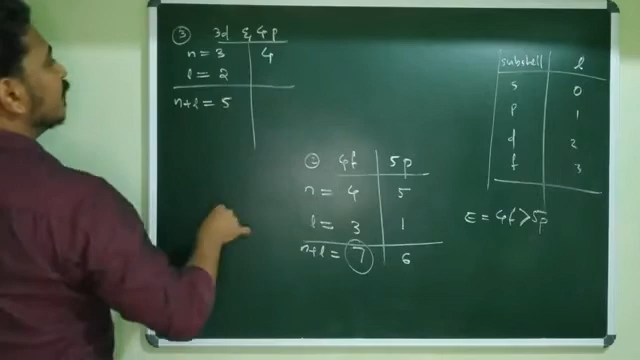 ③ 3d & 4p
n = 3 4
l = 2
n+l = 5
② 4f 5p
n = 4 5
l = 3 1
n+l = 7 6
subshell l
s 0
p 1
d 2
f 3
E = 4f > 5p